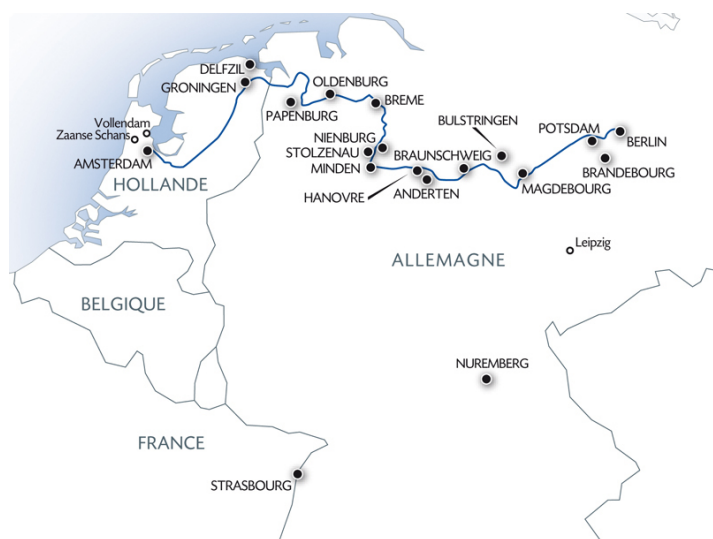 DELFZIL
GRONINGEN
OLDENBURG
PAPENBURG
BREME
Vollendam
Zaanse Schans
AMSTERDAM
HOLLANDE
NIENBURG
STOLZENAU
MINDEN
BULSTRINGEN
BRAUNSCHWEIG
HANOVRE
ANDERTEN
POTSDAM
BERLIN
BRANDEBOURG
MAGDEBOURG
Leipzig
ALLEMAGNE
BELGIQUE
NUREMBERG
FRANCE
STRASBOURG